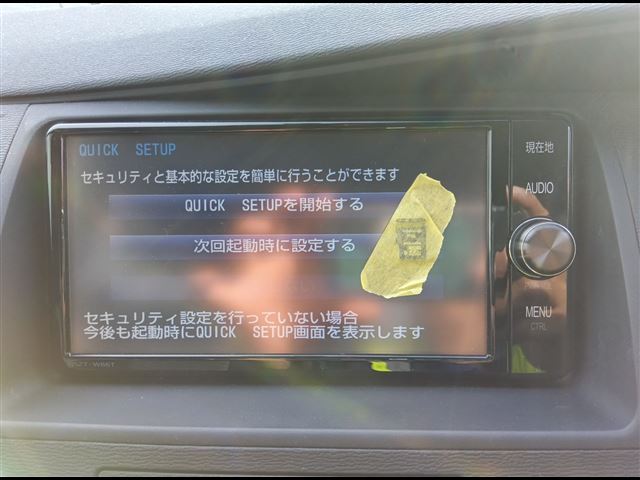 QUICK SETUP
セキュリティと基本的な設定を簡単に行うことができます
QUICK SETUPを開始する
次回起動時に設定する
セキュリティ設定を行っていない場合
今後も起動時にQUICK SETUP画面を表示します
現在地
AUDIO
MENU
CTRL
NSZT-W66T